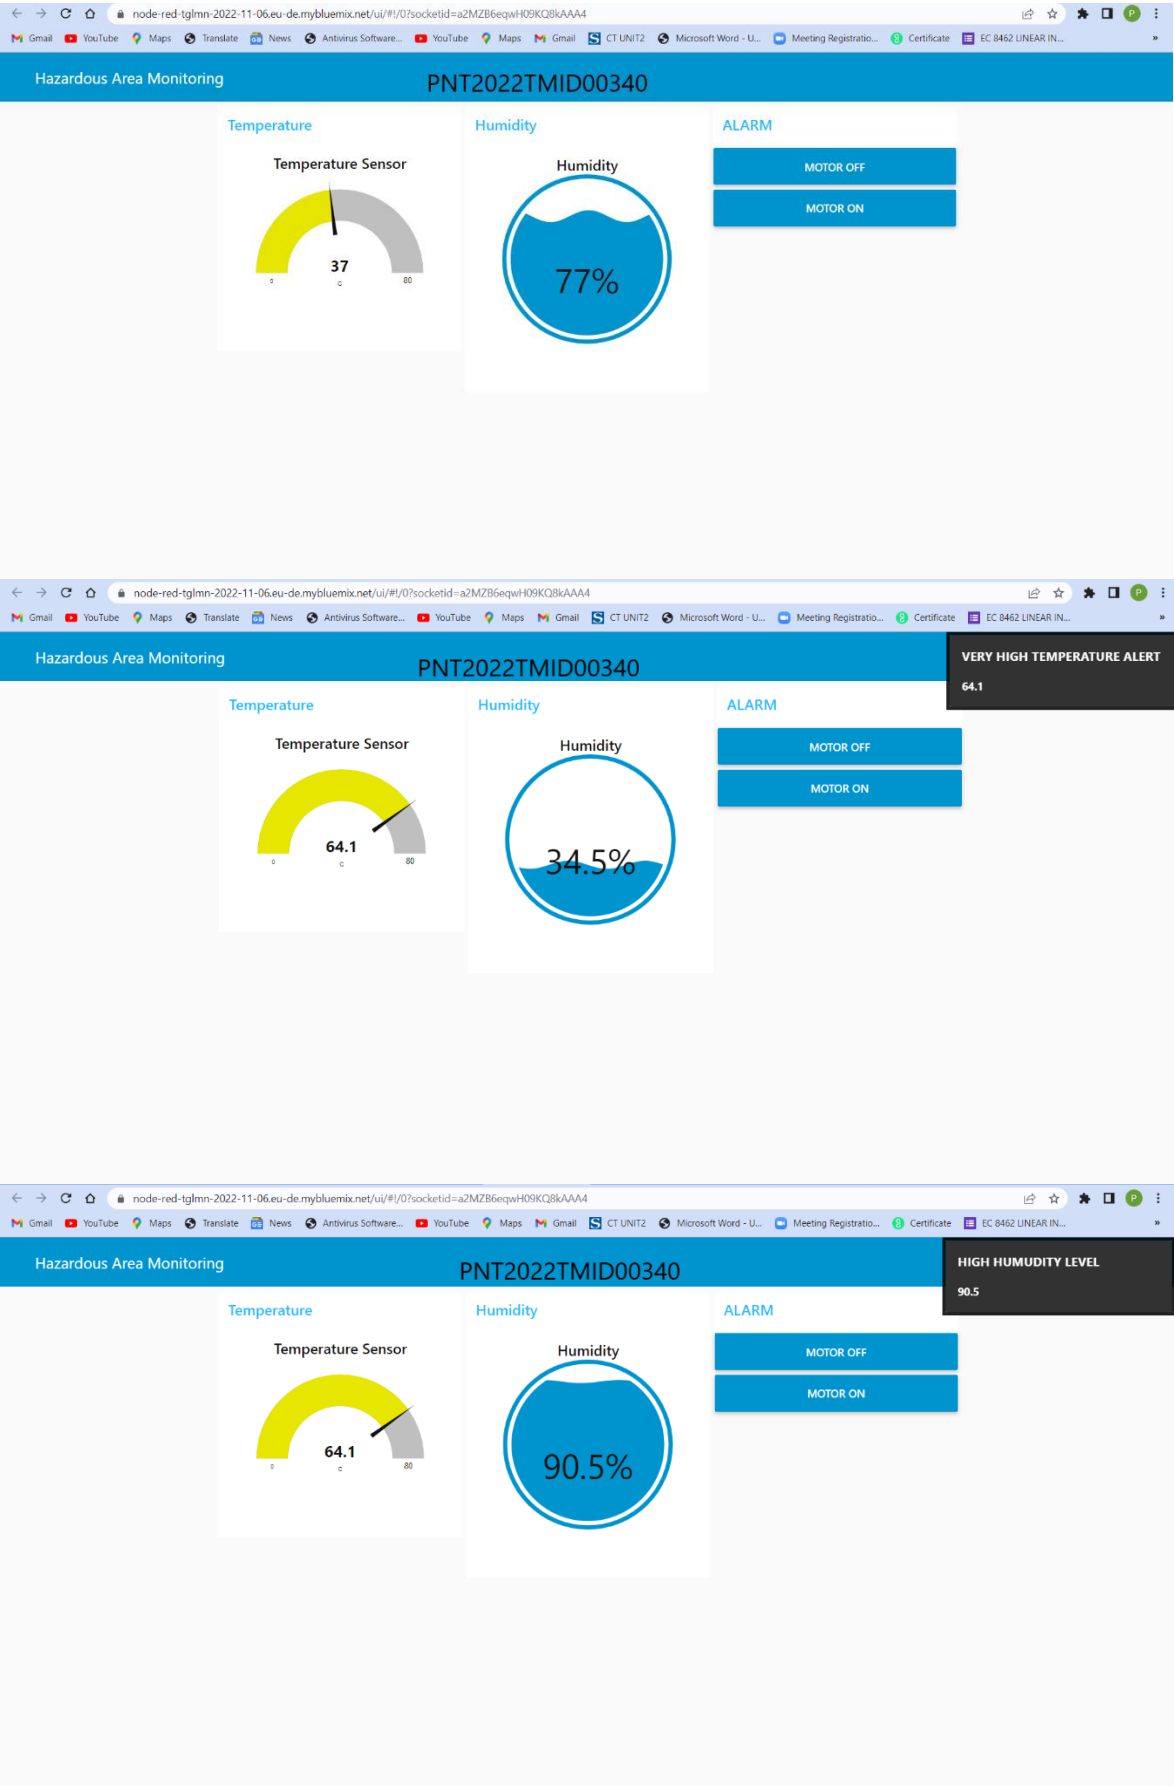 node-red-tglmn-2022-11-06.eu-de.mybluemix.net/ui/#!/0?socketid=a2MZB6eqwH09KQ8kAAA4
P
Gmail YouTube Maps Translate News Antivirus Software... YouTube Maps Gmail CT UNIT2 Microsoft Word - U... Meeting Registratio... Certificate EC 8462 LINEAR IN... »
Hazardous Area Monitoring
PNT2022TMID00340
Temperature
Humidity
ALARM
Temperature Sensor
Humidity
MOTOR OFF
MOTOR ON
37
0
C
80
77%
node-red-tglmn-2022-11-06.eu-de.mybluemix.net/ui/#!/0?socketid=a2MZB6eqwH09KQ8kAAA4
P
Gmail YouTube Maps Translate News Antivirus Software... YouTube Maps Gmail CT UNIT2 Microsoft Word - U... Meeting Registratio... Certificate EC 8462 LINEAR IN... »
Hazardous Area Monitoring
PNT2022TMID00340
VERY HIGH TEMPERATURE ALERT
64.1
Temperature
Humidity
ALARM
Temperature Sensor
Humidity
MOTOR OFF
MOTOR ON
64.1
0
C
80
34.5%
node-red-tglmn-2022-11-06.eu-de.mybluemix.net/ui/#!/0?socketid=a2MZB6eqwH09KQ8kAAA4
P
Gmail YouTube Maps Translate News Antivirus Software... YouTube Maps Gmail CT UNIT2 Microsoft Word - U... Meeting Registratio... Certificate EC 8462 LINEAR IN... »
Hazardous Area Monitoring
PNT2022TMID00340
HIGH HUMUDITY LEVEL
90.5
Temperature
Humidity
ALARM
Temperature Sensor
Humidity
MOTOR OFF
MOTOR ON
64.1
0
C
80
90.5%